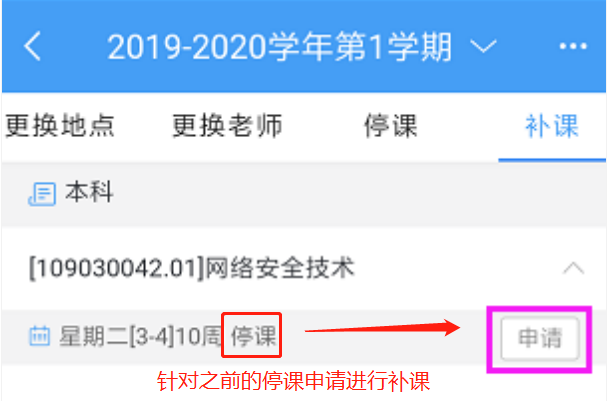 2019-2020学年第1学期
更换地点 更换老师 停课 补课
本科
[109030042.01]网络安全技术
星期二[3-4]10周 停课 申请
针对之前的停课申请进行补课